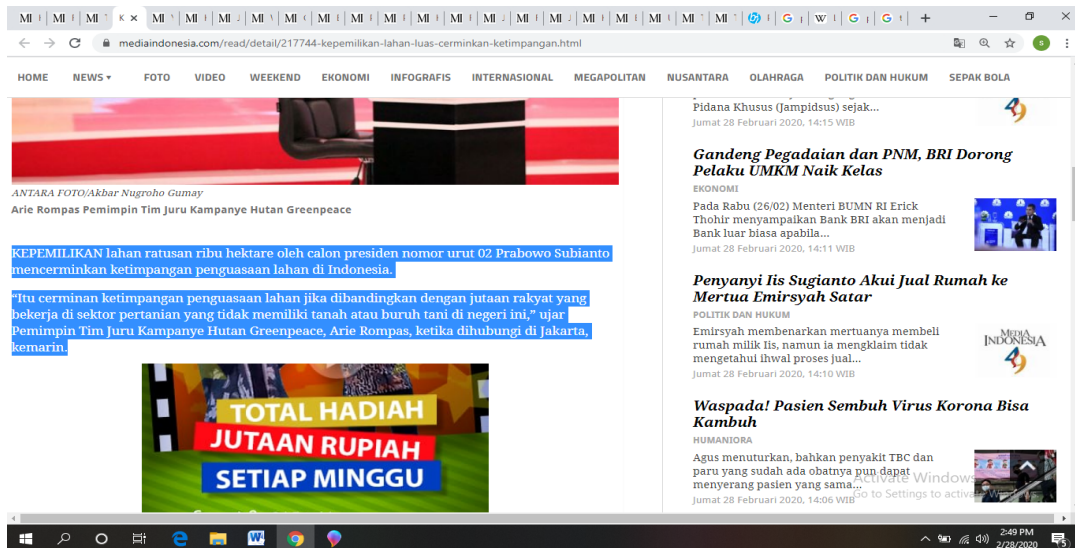 mediaindonesia.com/read/detail/217744-kepemilikan-lahan-luas-cerminkan-ketimpangan.html
HOME NEWS FOTO VIDEO WEEKEND EKONOMI INFOGRAFIS INTERNASIONAL MEGAPOLITAN NUSANTARA OLAHRAGA POLITIK DAN HUKUM SEPAK BOLA
ANTARA FOTO/Akbar Nugroho Gumay
Arie Rompas Pemimpin Tim Juru Kampanye Hutan Greenpeace
KEPEMILIKAN lahan ratusan ribu hektare oleh calon presiden nomor urut 02 Prabowo Subianto
mencerminkan ketimpangan penguasaan lahan di Indonesia.
“Itu cerminan ketimpangan penguasaan lahan jika dibandingkan dengan jutaan rakyat yang
bekerja di sektor pertanian yang tidak memiliki tanah atau buruh tani di negeri ini,” ujar
Pemimpin Tim Juru Kampanye Hutan Greenpeace, Arie Rompas, ketika dihubungi di Jakarta,
kemarin.
TOTAL HADIAH
JUTAAN RUPIAH
SETIAP MINGGU
Pidana Khusus (Jampidsus) sejak...
Jumat 28 Februari 2020, 14:15 WIB
Gandeng Pegadaian dan PNM, BRI Dorong
Pelaku UMKM Naik Kelas
EKONOMI
Pada Rabu (26/02) Menteri BUMN RI Erick
Thohir menyampaikan Bank BRI akan menjadi
Bank luar biasa apabila...
Jumat 28 Februari 2020, 14:11 WIB
Penyanyi Iis Sugianto Akui Jual Rumah ke
Mertua Emirsyah Satar
POLITIK DAN HUKUM
Emirsyah membenarkan mertuanya membeli
rumah milik Iis, namun ia mengklaim tidak
mengetahui ihwal proses jual...
Jumat 28 Februari 2020, 14:10 WIB
MEDIA
INDONESIA
49
Waspada! Pasien Sembuh Virus Korona Bisa
Kambuh
HUMANIORA
Agus menuturkan, bahkan penyakit TBC dan
paru yang sudah ada obatnya pun dapat
menyerang pasien yang sama...
Jumat 28 Februari 2020, 14:06 WIB
Activate Windows
Go to Settings to activate
2:49 PM
2/28/2020